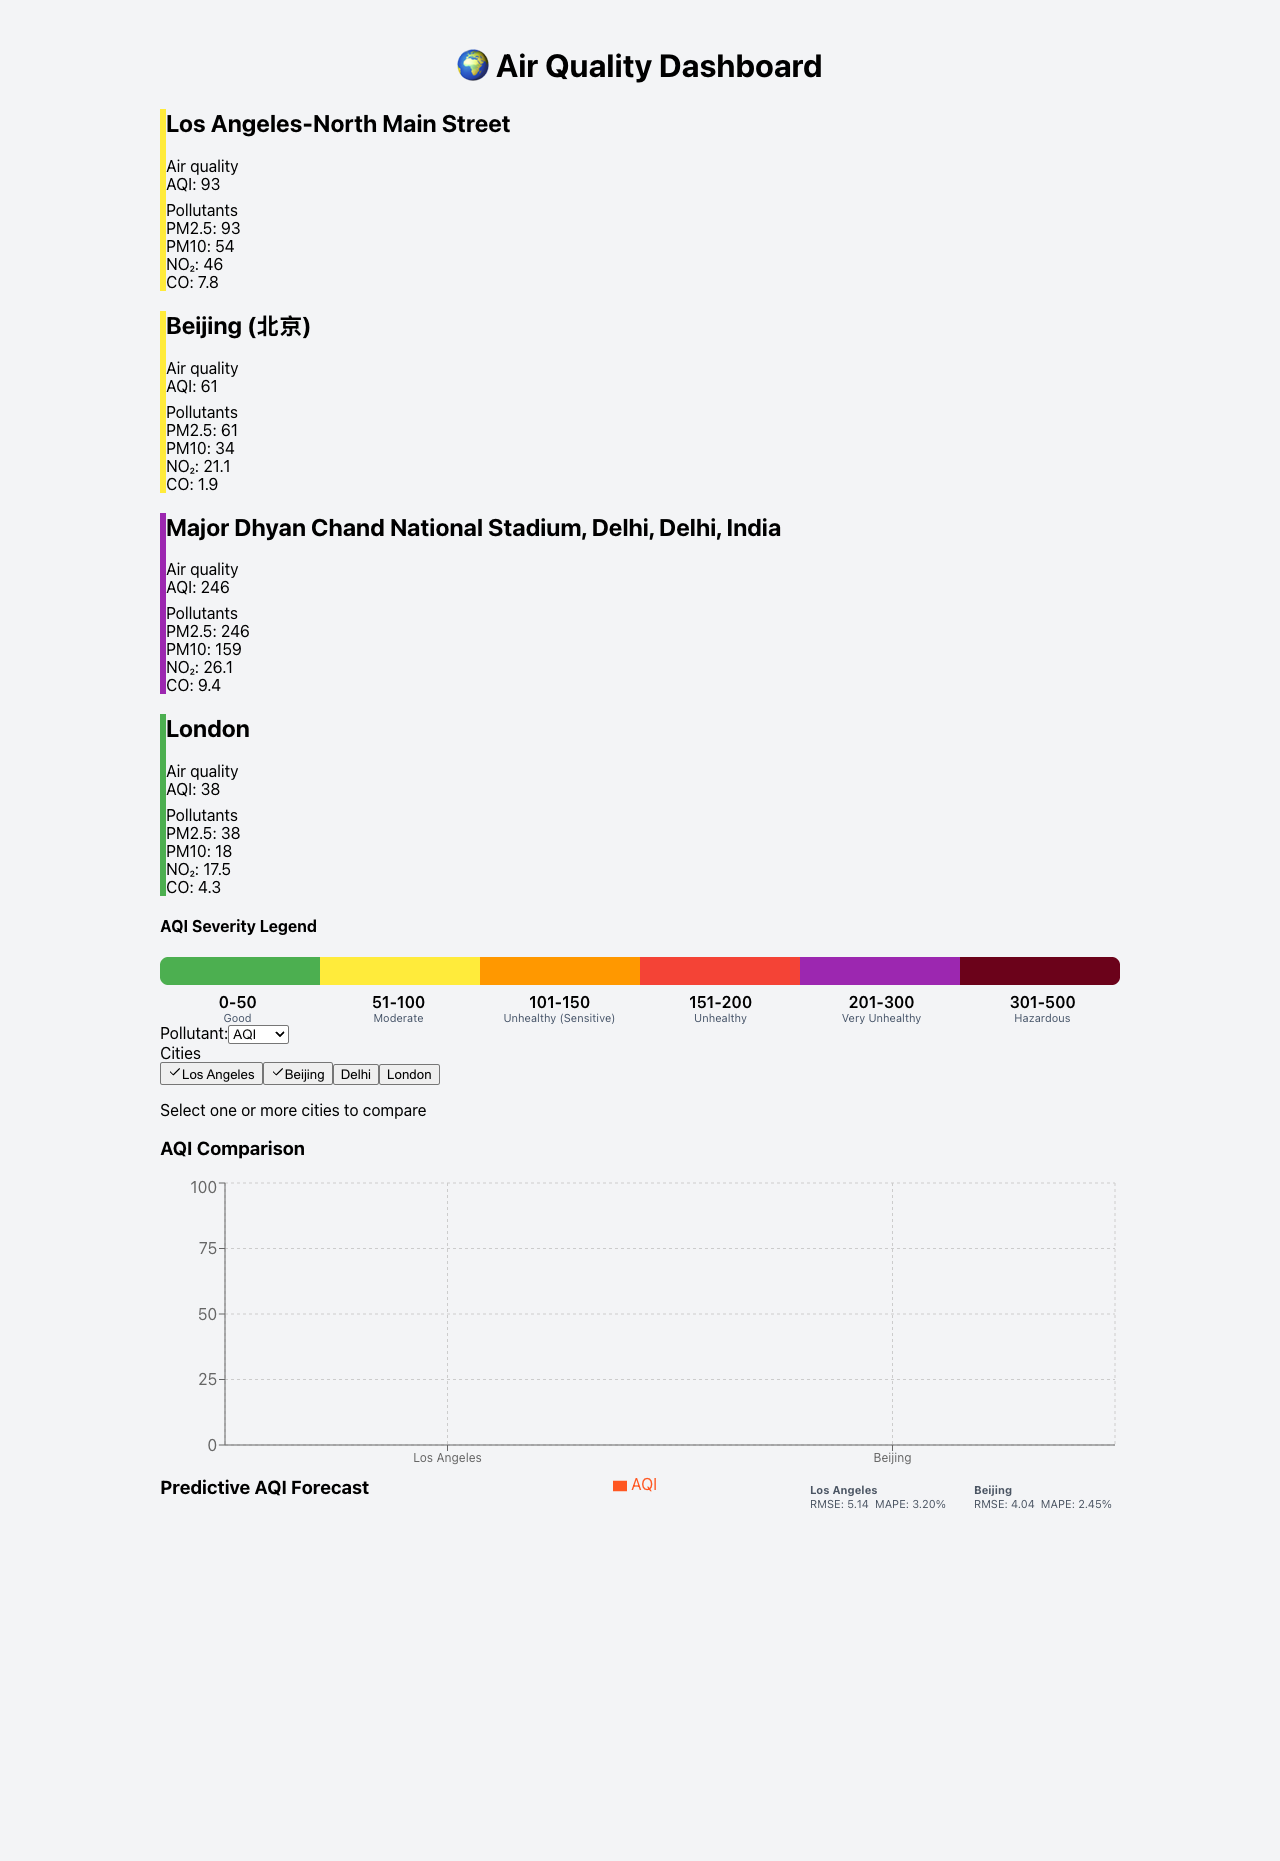 🌍 Air Quality Dashboard
Los Angeles-North Main Street
Air quality
AQI: 93
Pollutants
PM2.5: 93
PM10: 54
NO₂: 46
CO: 7.8
Beijing (北京)
Air quality
AQI: 61
Pollutants
PM2.5: 61
PM10: 34
NO₂: 21.1
CO: 1.9
Major Dhyan Chand National Stadium, Delhi, Delhi, India
Air quality
AQI: 246
Pollutants
PM2.5: 246
PM10: 159
NO₂: 26.1
CO: 9.4
London
Air quality
AQI: 38
Pollutants
PM2.5: 38
PM10: 18
NO₂: 17.5
CO: 4.3
AQI Severity Legend
0-50 51-100 101-150 151-200 201-300 301-500
Good Moderate Unhealthy (Sensitive) Unhealthy Very Unhealthy Hazardous
Pollutant: AQI
Cities
✓Los Angeles ✓Beijing Delhi London
Select one or more cities to compare
AQI Comparison
100
75
50
25
0
Los Angeles Beijing
AQI
Predictive AQI Forecast
Los Angeles
RMSE: 5.14 MAPE: 3.20%
Beijing
RMSE: 4.04 MAPE: 2.45%